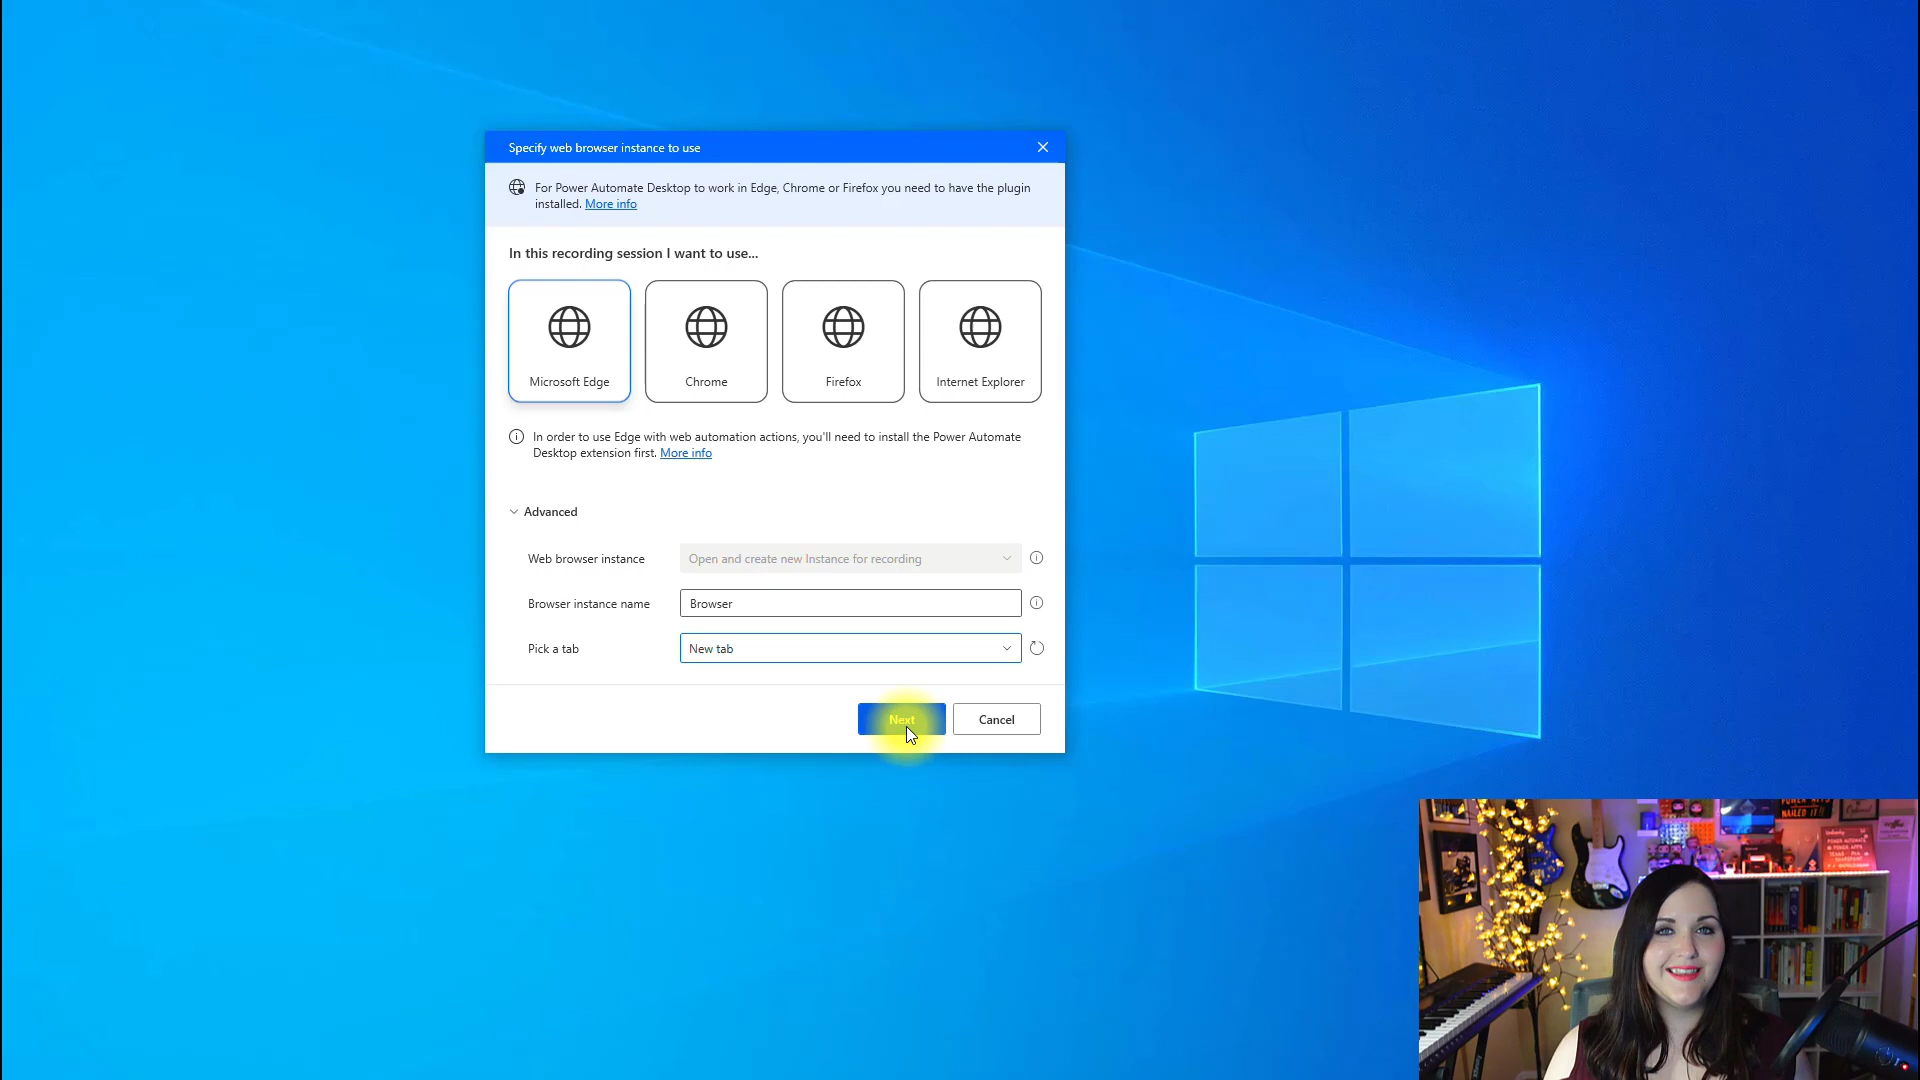 Specify web browser instance to use
For Power Automate Desktop to work in Edge, Chrome or Firefox you need to have the plugin
installed. More info
In this recording session I want to use...
Microsoft Edge
Chrome
Firefox
Internet Explorer
In order to use Edge with web automation actions, you'll need to install the Power Automate
Desktop extension first. More info
Advanced
Web browser instance
Open and create new Instance for recording
Browser instance name
Browser
Pick a tab
New tab
Next
Cancel
NAILED IT!!